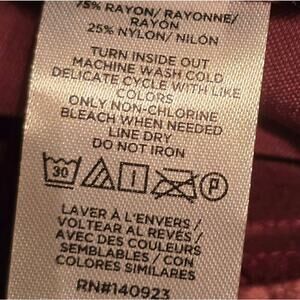 75% RAYON/ RAYONNE/
RAYÓN
25% NYLON/ NILÓN
TURN INSIDE OUT
MACHINE WASH COLD
DELICATE CYCLE WITH LIKE
COLORS
ONLY NON-CHLORINE
BLEACH WHEN NEEDED
LINE DRY
DO NOT IRON
30 P
LAVER À L'ENVERS /
VOLTEAR AL REVÉS/
AVEC DES COULEURS
SEMBLABLES / CON
COLORES SIMILARES
RN#140923